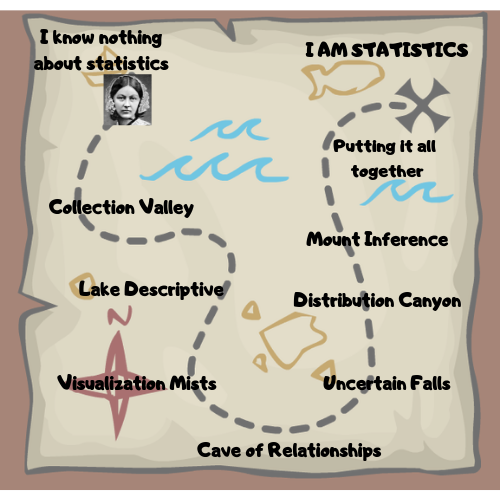 I know nothing
about statistics
I AM STATISTICS
Putting it all
together
Collection Valley
Mount Inference
Lake Descriptive
Distribution Canyon
Visualization Mists
Uncertain Falls
Cave of Relationships